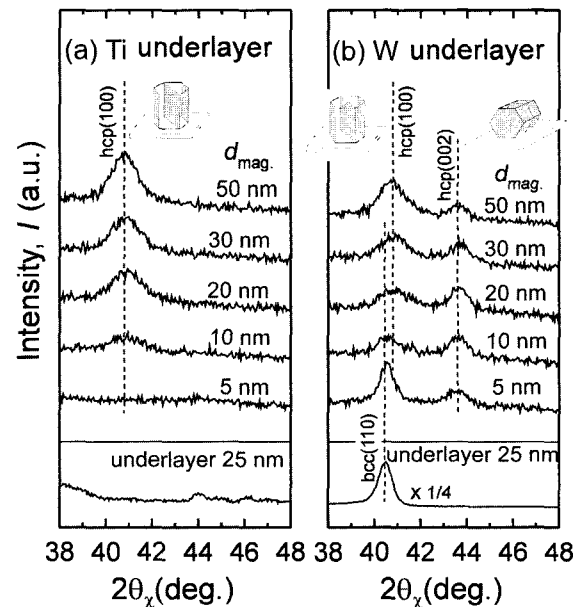 (a) Ti underlayer
hcp(100)
d mag.
50 nm
30 nm
20 nm
10 nm
5 nm
underlayer 25 nm
38 40 42 44 46 48
2θχ(deg.)
Intensity, I (a.u.)
(b) W underlayer
hcp(100)
hcp(002)
d mag.
50 nm
30 nm
20 nm
10 nm
5 nm
bcc(110)
underlayer 25 nm
x 1/4
38 40 42 44 46 48
2θχ(deg.)